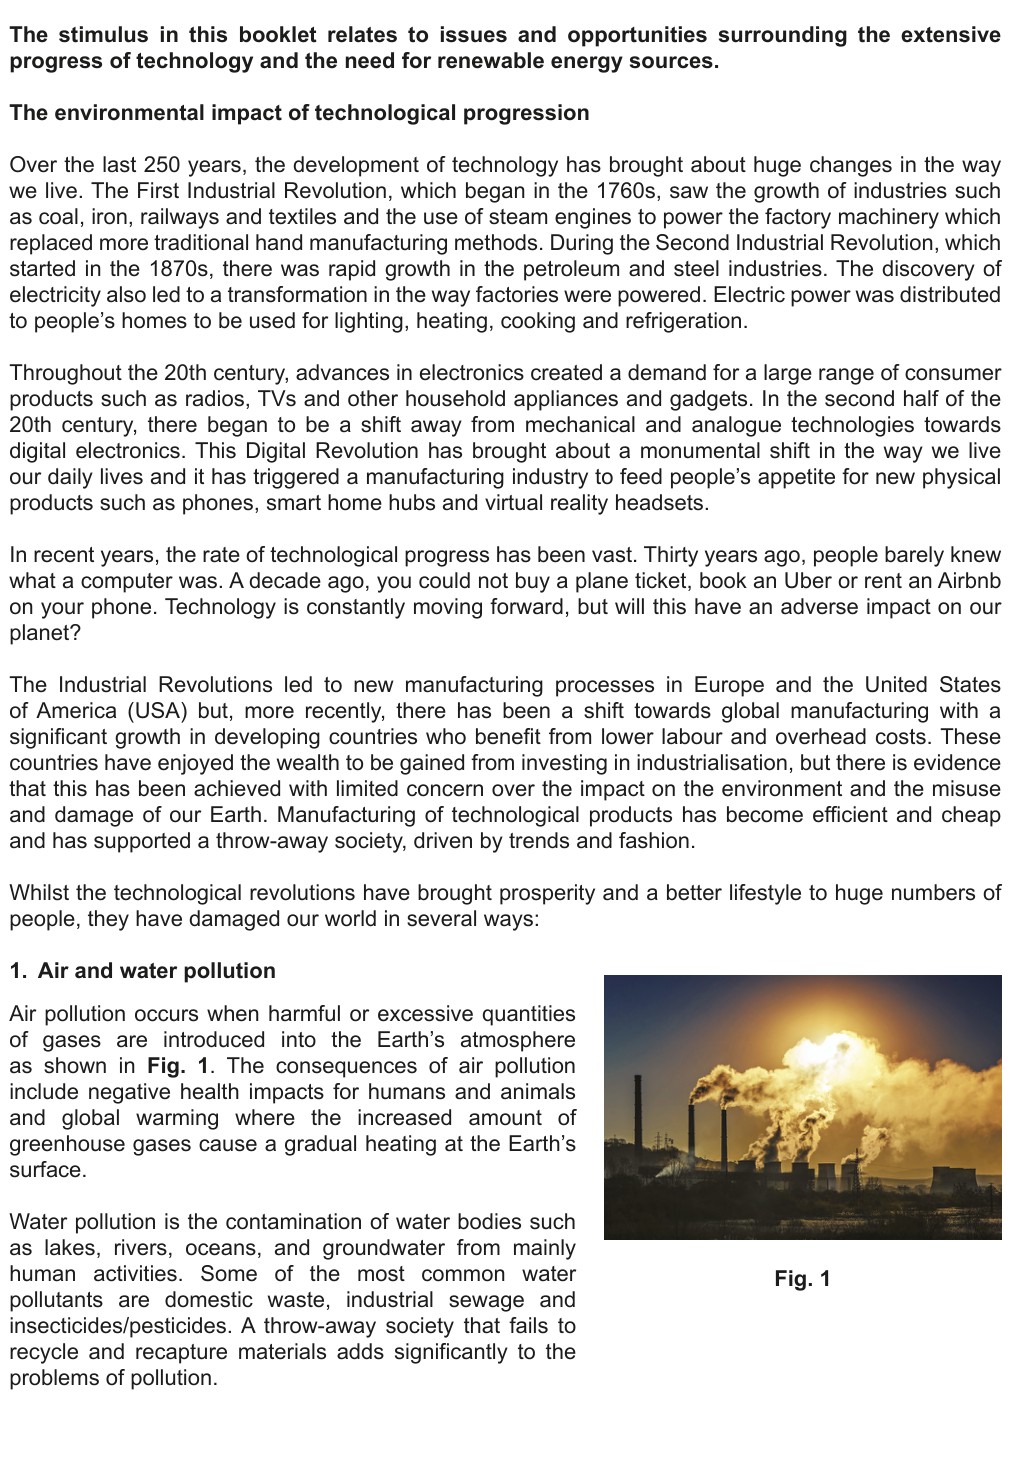 The stimulus in this booklet relates to issues and opportunities surrounding the extensive
progress of technology and the need for renewable energy sources.
The environmental impact of technological progression
Over the last 250 years, the development of technology has brought about huge changes in the way
we live. The First Industrial Revolution, which began in the 1760s, saw the growth of industries such
as coal, iron, railways and textiles and the use of steam engines to power the factory machinery which
replaced more traditional hand manufacturing methods. During the Second Industrial Revolution, which
started in the 1870s, there was rapid growth in the petroleum and steel industries. The discovery of
electricity also led to a transformation in the way factories were powered. Electric power was distributed
to people’s homes to be used for lighting, heating, cooking and refrigeration.
Throughout the 20th century, advances in electronics created a demand for a large range of consumer
products such as radios, TVs and other household appliances and gadgets. In the second half of the
20th century, there began to be a shift away from mechanical and analogue technologies towards
digital electronics. This Digital Revolution has brought about a monumental shift in the way we live
our daily lives and it has triggered a manufacturing industry to feed people’s appetite for new physical
products such as phones, smart home hubs and virtual reality headsets.
In recent years, the rate of technological progress has been vast. Thirty years ago, people barely knew
what a computer was. A decade ago, you could not buy a plane ticket, book an Uber or rent an Airbnb
on your phone. Technology is constantly moving forward, but will this have an adverse impact on our
planet?
The Industrial Revolutions led to new manufacturing processes in Europe and the United States
of America (USA) but, more recently, there has been a shift towards global manufacturing with a
significant growth in developing countries who benefit from lower labour and overhead costs. These
countries have enjoyed the wealth to be gained from investing in industrialisation, but there is evidence
that this has been achieved with limited concern over the impact on the environment and the misuse
and damage of our Earth. Manufacturing of technological products has become efficient and cheap
and has supported a throw-away society, driven by trends and fashion.
Whilst the technological revolutions have brought prosperity and a better lifestyle to huge numbers of
people, they have damaged our world in several ways:
1. Air and water pollution
Air pollution occurs when harmful or excessive quantities
of gases are introduced into the Earth’s atmosphere
as shown in Fig. 1. The consequences of air pollution
include negative health impacts for humans and animals
and global warming where the increased amount of
greenhouse gases cause a gradual heating at the Earth’s
surface.
Water pollution is the contamination of water bodies such
as lakes, rivers, oceans, and groundwater from mainly
human activities. Some of the most common water
pollutants are domestic waste, industrial sewage and
insecticides/pesticides. A throw-away society that fails to
recycle and recapture materials adds significantly to the
problems of pollution.
Fig. 1